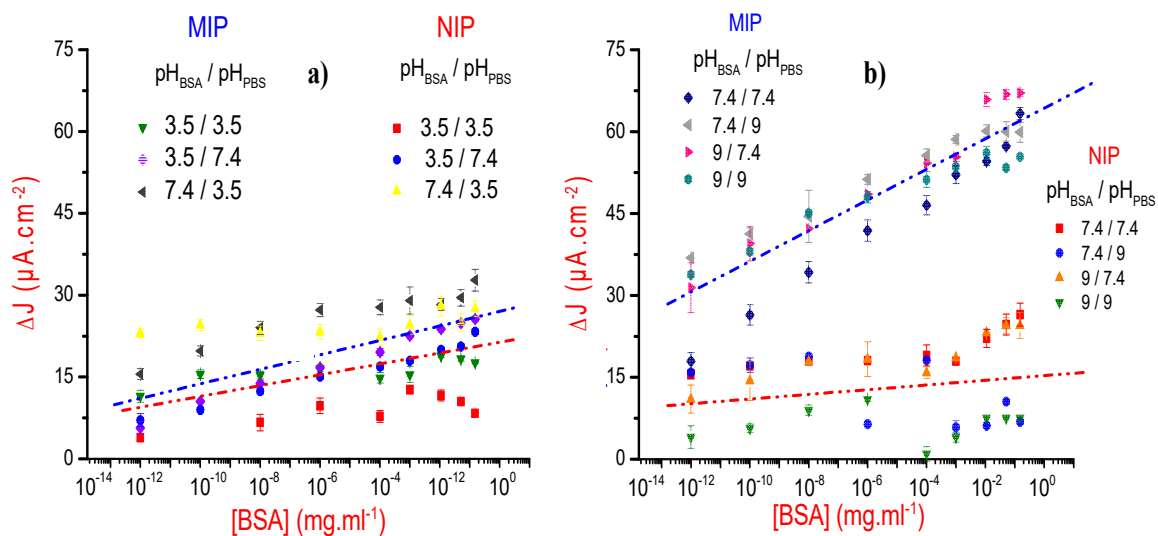 MIP
NIP
pH_BSA / pH_PBS
a)
pH_BSA / pH_PBS
3.5 / 3.5
3.5 / 7.4
7.4 / 3.5
3.5 / 3.5
3.5 / 7.4
7.4 / 3.5
75
60
45
30
15
0
ΔJ (μA.cm⁻²)
10⁻¹⁴ 10⁻¹² 10⁻¹⁰ 10⁻⁸ 10⁻⁶ 10⁻⁴ 10⁻² 10⁰
[BSA] (mg.ml⁻¹)
MIP
pH_BSA / pH_PBS
b)
7.4 / 7.4
7.4 / 9
9 / 7.4
9 / 9
NIP
pH_BSA / pH_PBS
7.4 / 7.4
7.4 / 9
9 / 7.4
9 / 9
75
60
45
30
15
0
ΔJ (μA.cm⁻²)
10⁻¹⁴ 10⁻¹² 10⁻¹⁰ 10⁻⁸ 10⁻⁶ 10⁻⁴ 10⁻² 10⁰
[BSA] (mg.ml⁻¹)